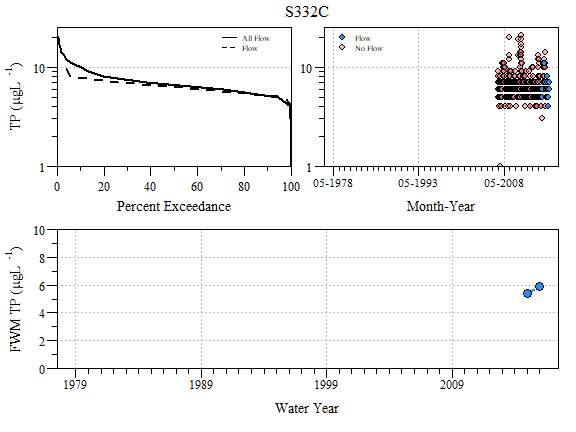 S332C
TP (µgL⁻¹)
10
1
All Flow
Flow
0 20 40 60 80 100
Percent Exceedance
10
1
Flow
No Flow
05-1978 05-1993 05-2008
Month-Year
FWM TP (µgL⁻¹)
10
8
6
4
2
0
1979 1989 1999 2009
Water Year